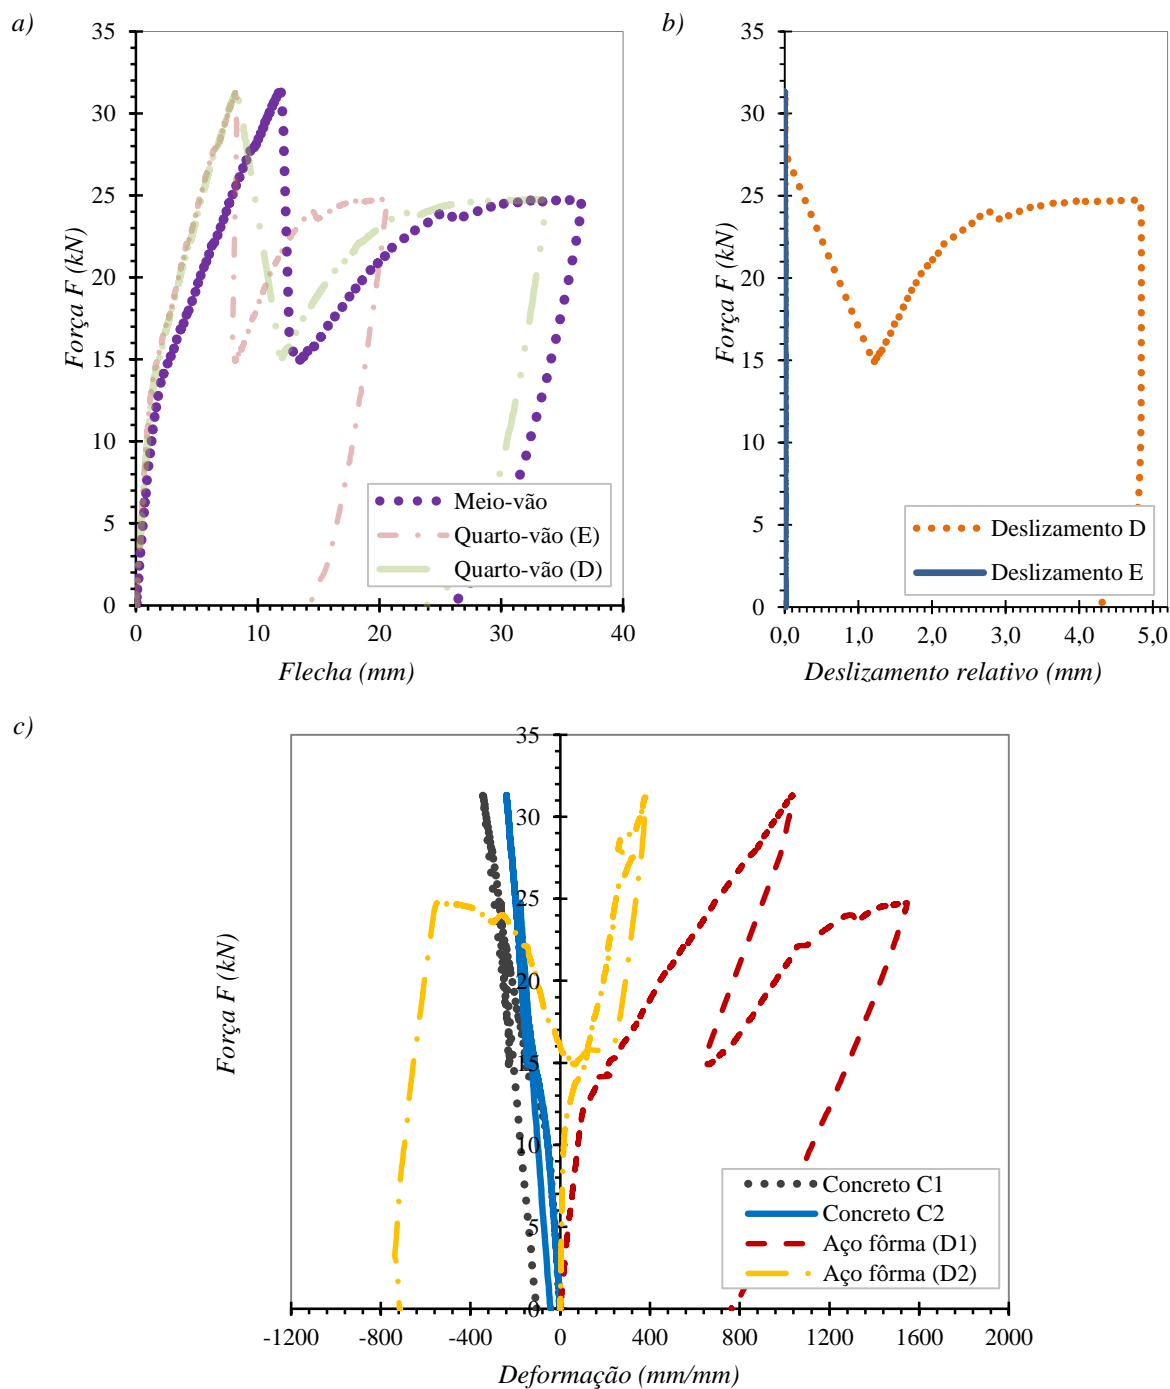 a)
35
30
25
20
15
10
5
0
Força F (kN)
0 10 20 30 40
Flecha (mm)
Meio-vão
Quarto-vão (E)
Quarto-vão (D)
b)
35
30
25
20
15
10
5
0
Força F (kN)
0,0 1,0 2,0 3,0 4,0 5,0
Deslizamento relativo (mm)
Deslizamento D
Deslizamento E
c)
35
30
25
20
15
10
5
0
Força F (kN)
-1200 -800 -400 0 400 800 1200 1600 2000
Deformação (mm/mm)
Concreto C1
Concreto C2
Aço fôrma (D1)
Aço fôrma (D2)